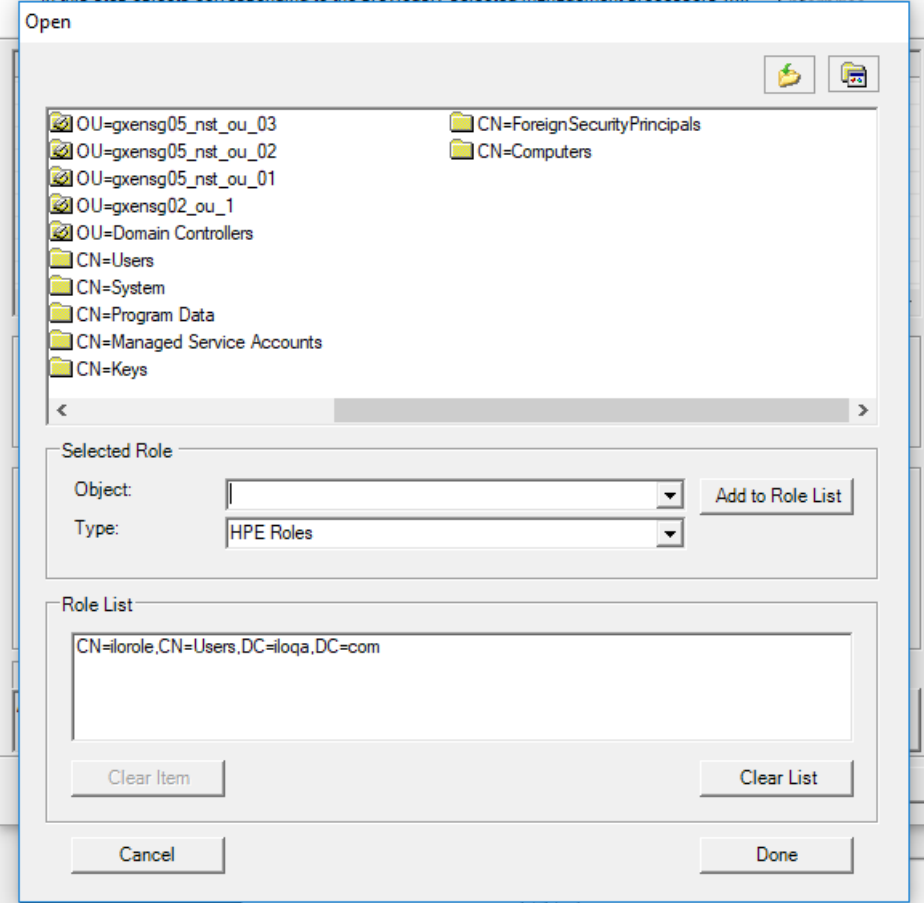 Open
OU=gxensg05_nst_ou_03
OU=gxensg05_nst_ou_02
OU=gxensg05_nst_ou_01
OU=gxensg02_ou_1
OU=Domain Controllers
CN=Users
CN=System
CN=Program Data
CN=Managed Service Accounts
CN=Keys
CN=ForeignSecurityPrincipals
CN=Computers
Selected Role
Object:
Add to Role List
Type:
HPE Roles
Role List
CN=ilorole,CN=Users,DC=iloqa,DC=com
Clear Item
Clear List
Cancel
Done